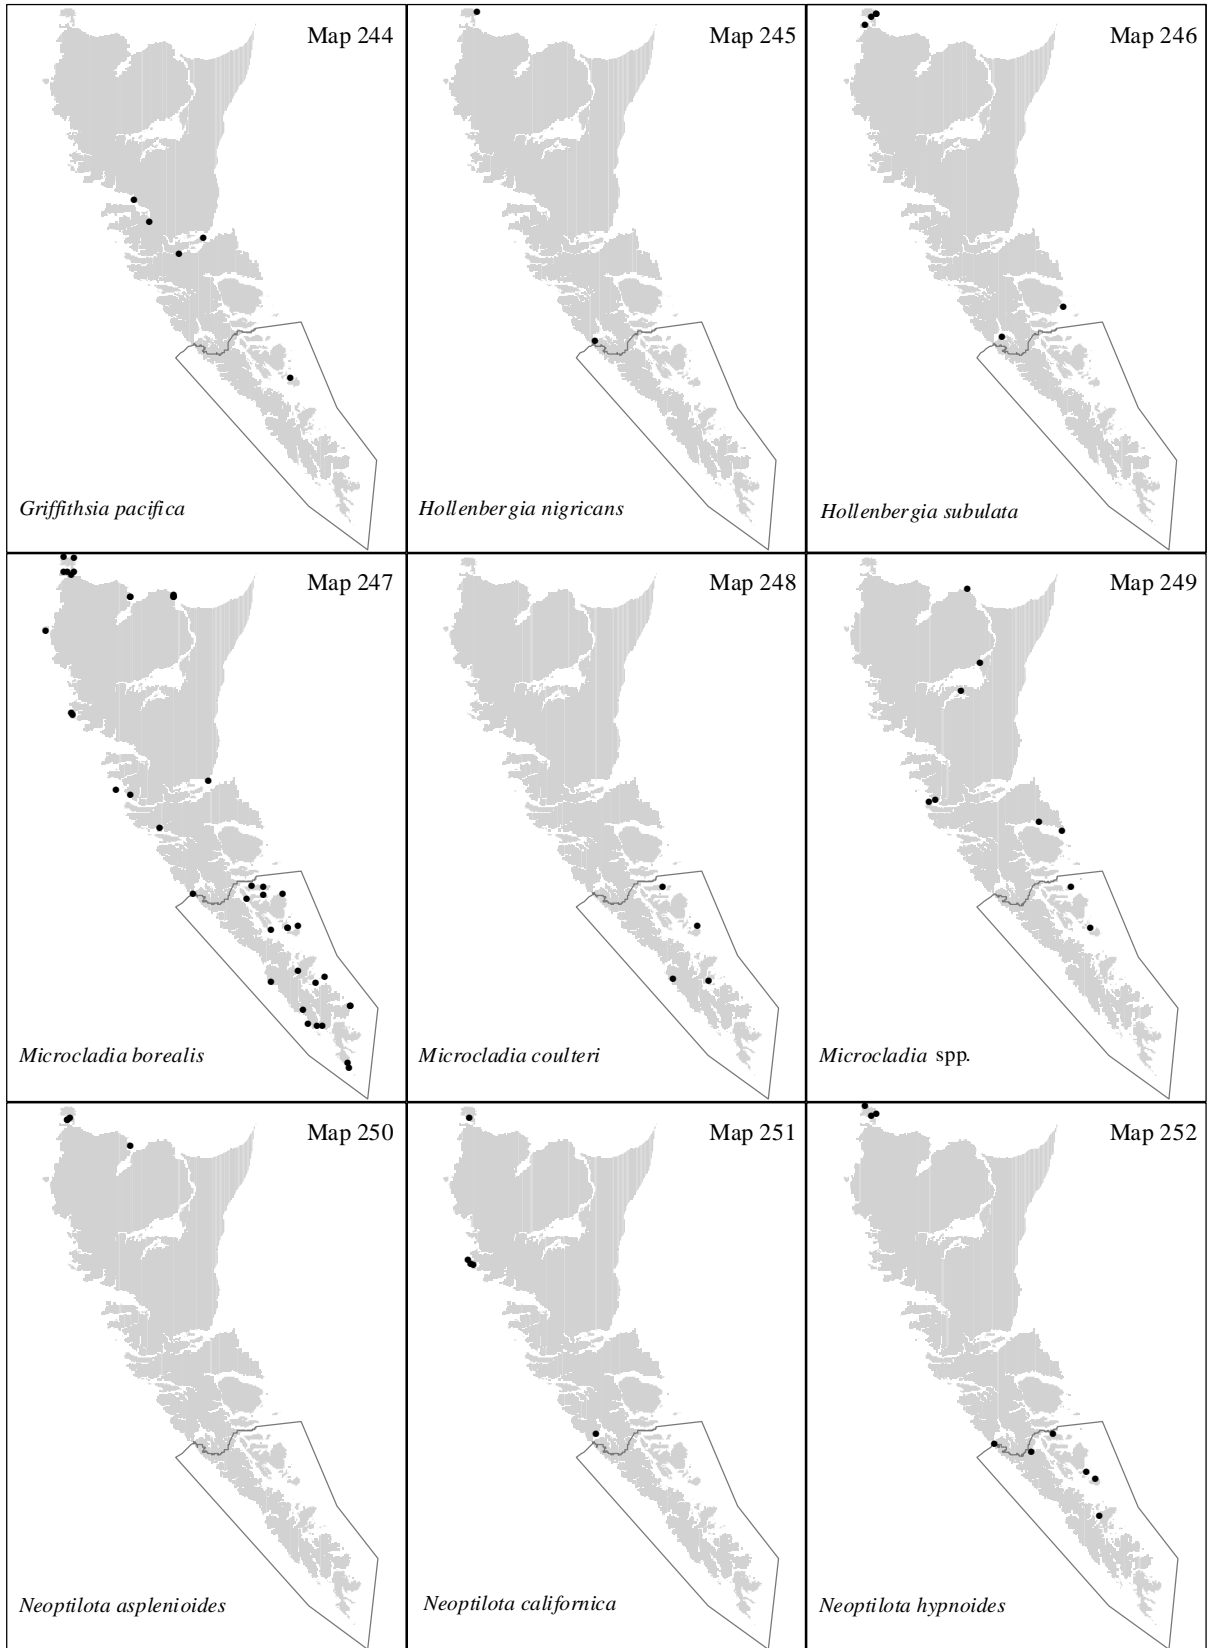 Map 244
Griffithsia pacifica
Map 245
Hollenbergia nigricans
Map 246
Hollenbergia subulata
Map 247
Microcladia borealis
Map 248
Microcladia coulteri
Map 249
Microcladia spp.
Map 250
Neoptilota asplenioides
Map 251
Neoptilota californica
Map 252
Neoptilota hypnoides